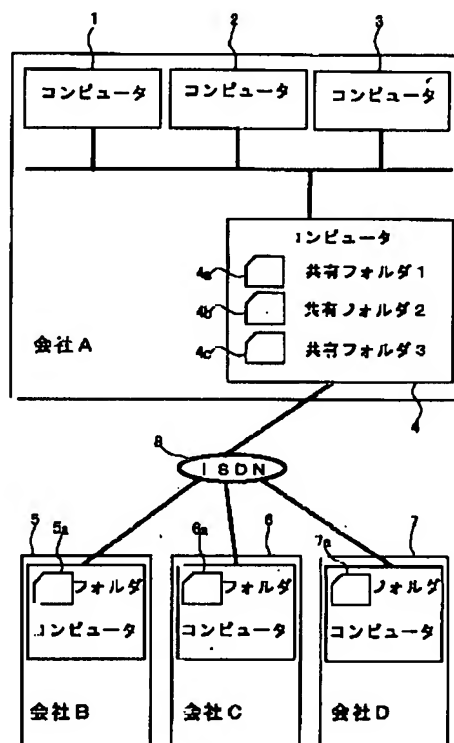 1 2 3
コンピュータ コンピュータ コンピュータ
コンピュータ
4a 共有フォルダ1
4b 共有フォルダ2
4c 共有フォルダ3
会社A
4
8
ISDN
5 5a 6a 6 7a 7
フォルダ フォルダ フォルダ
コンピュータ コンピュータ コンピュータ
会社B 会社C 会社D